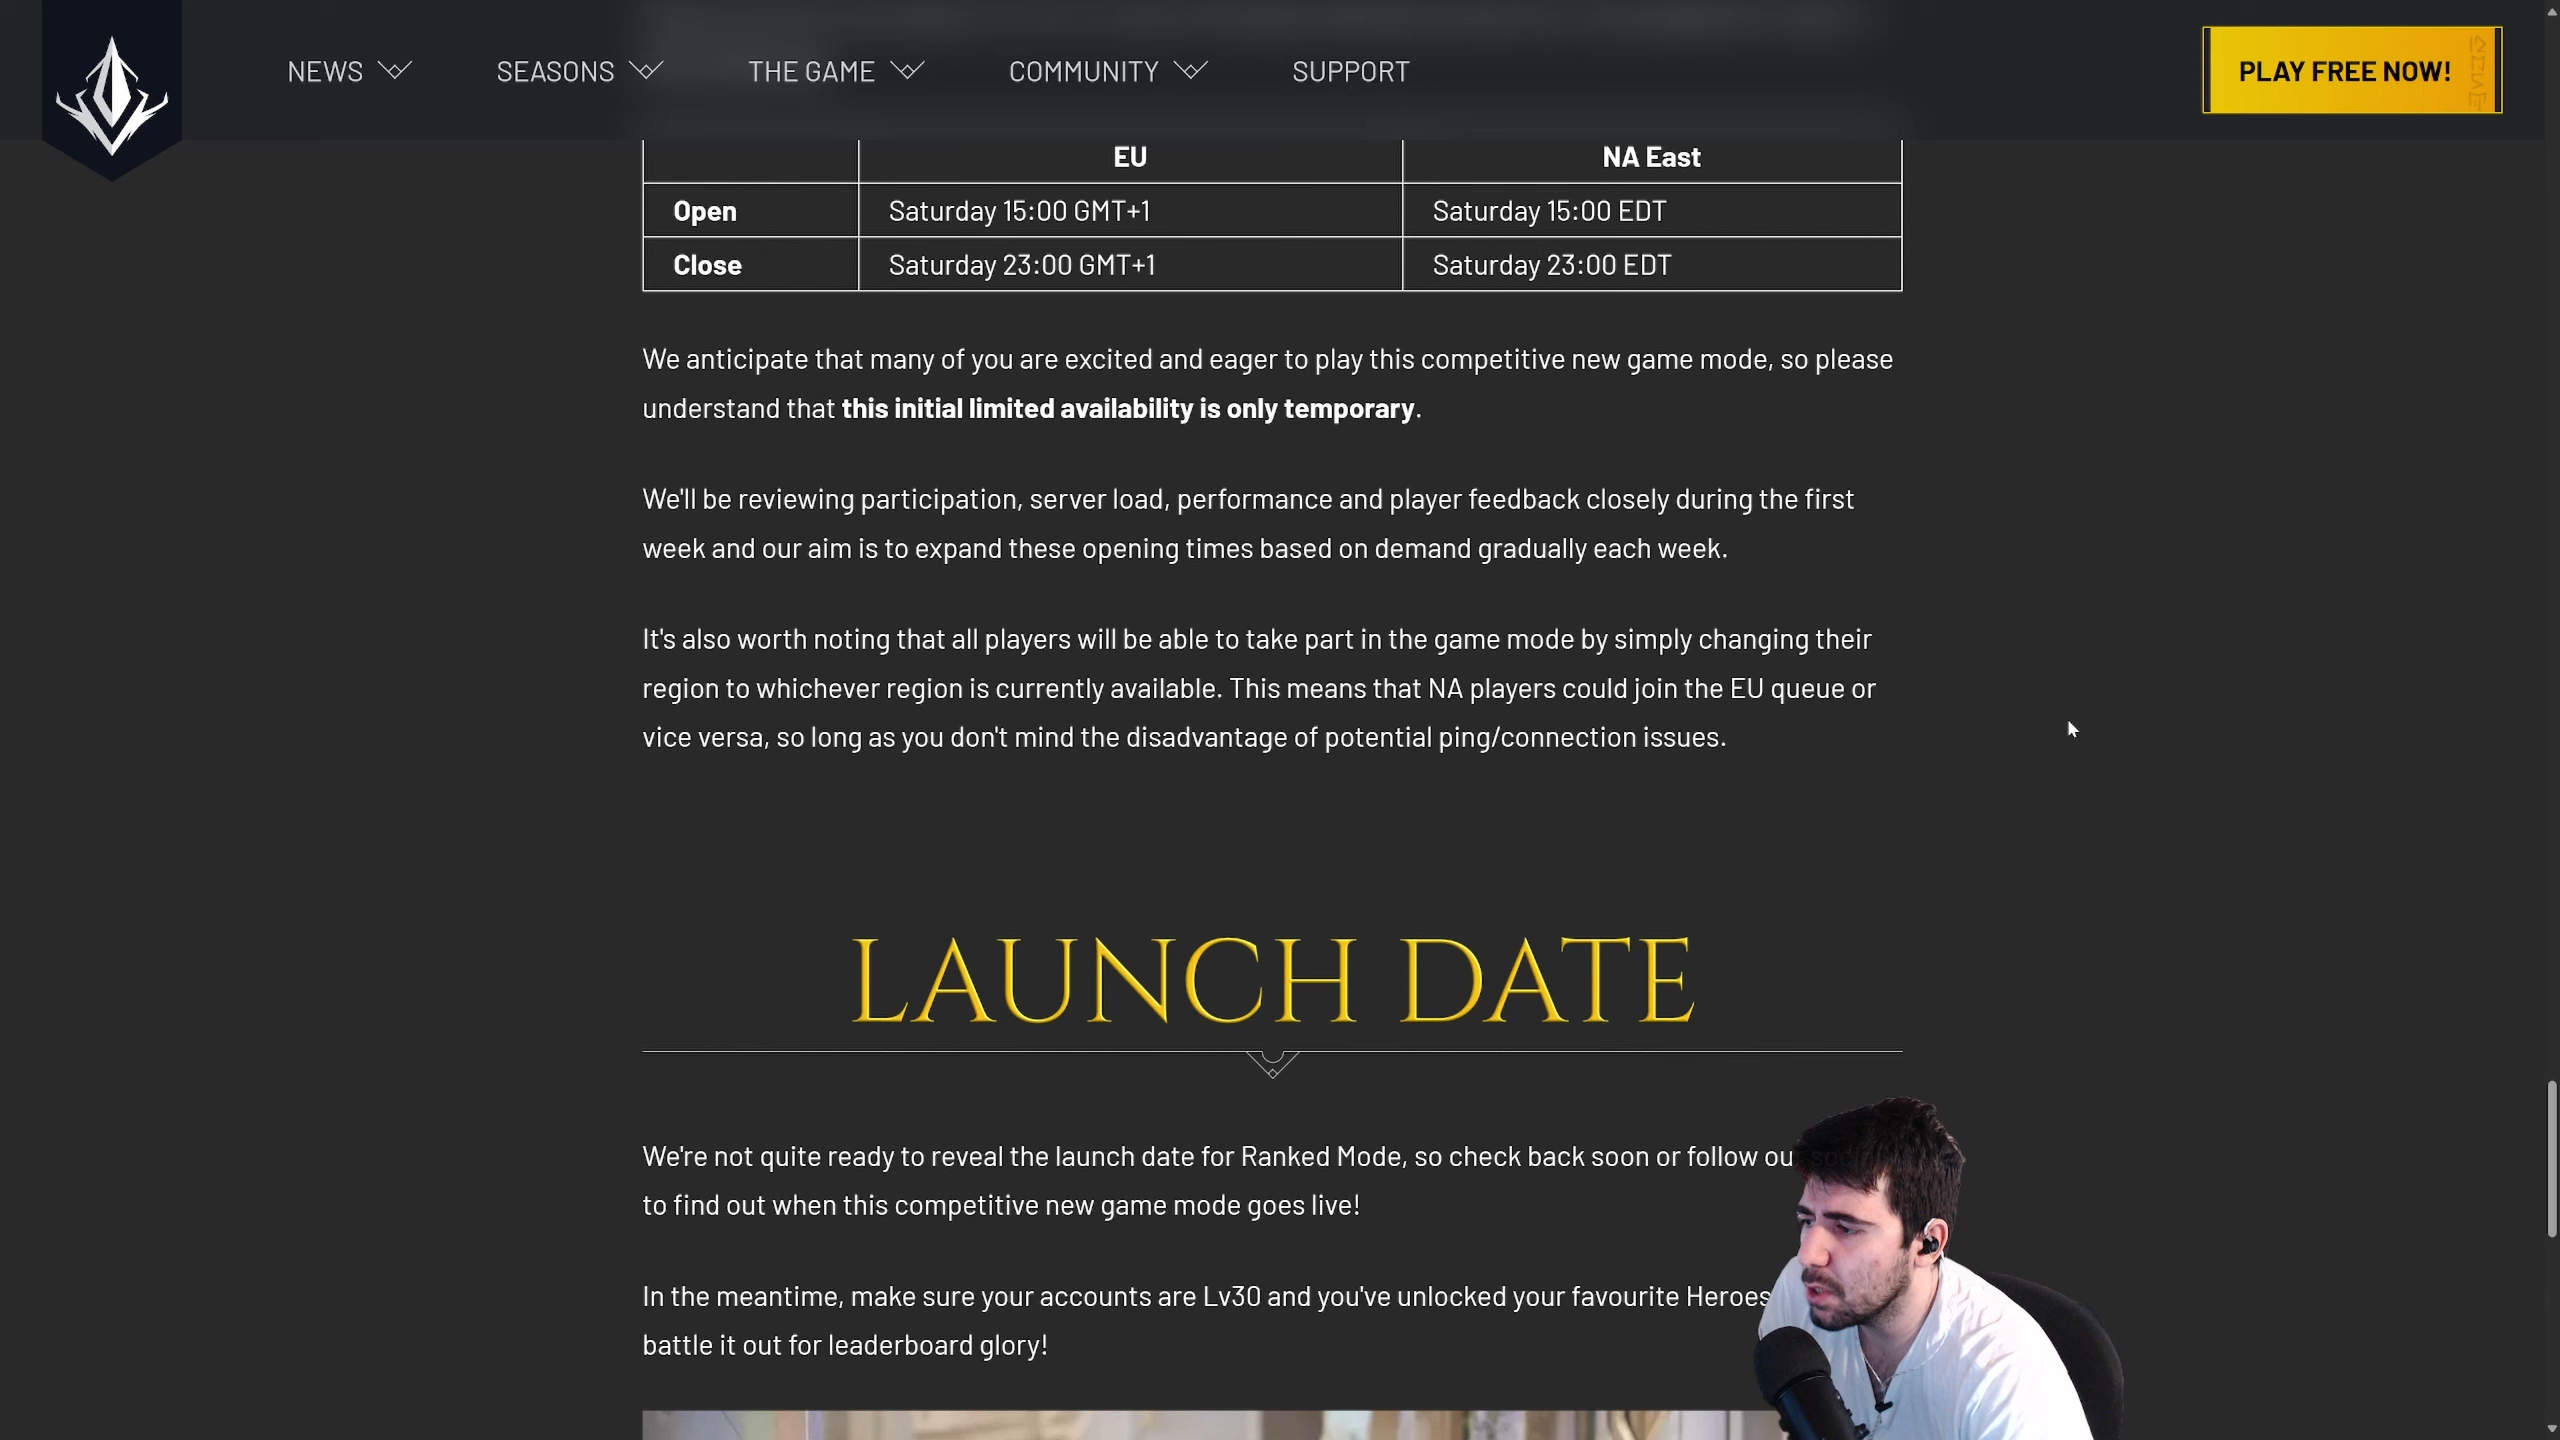 NEWS
SEASONS
THE GAME
COMMUNITY
SUPPORT
PLAY FREE NOW!
EU
NA East
Open
Saturday 15:00 GMT+1
Saturday 15:00 EDT
Close
Saturday 23:00 GMT+1
Saturday 23:00 EDT
We anticipate that many of you are excited and eager to play this competitive new game mode, so please
understand that this initial limited availability is only temporary.
We'll be reviewing participation, server load, performance and player feedback closely during the first
week and our aim is to expand these opening times based on demand gradually each week.
It's also worth noting that all players will be able to take part in the game mode by simply changing their
region to whichever region is currently available. This means that NA players could join the EU queue or
vice versa, so long as you don't mind the disadvantage of potential ping/connection issues.
LAUNCH DATE
We're not quite ready to reveal the launch date for Ranked Mode, so check back soon or follow our
to find out when this competitive new game mode goes live!
In the meantime, make sure your accounts are Lv30 and you've unlocked your favourite Heroes
battle it out for leaderboard glory!